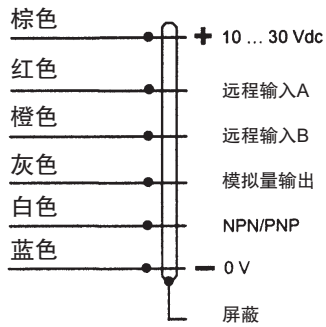 棕色 + 10 ... 30 Vdc
红色 远程输入A
橙色 远程输入B
灰色 模拟量输出
白色 NPN/PNP
蓝色 − 0 V
屏蔽